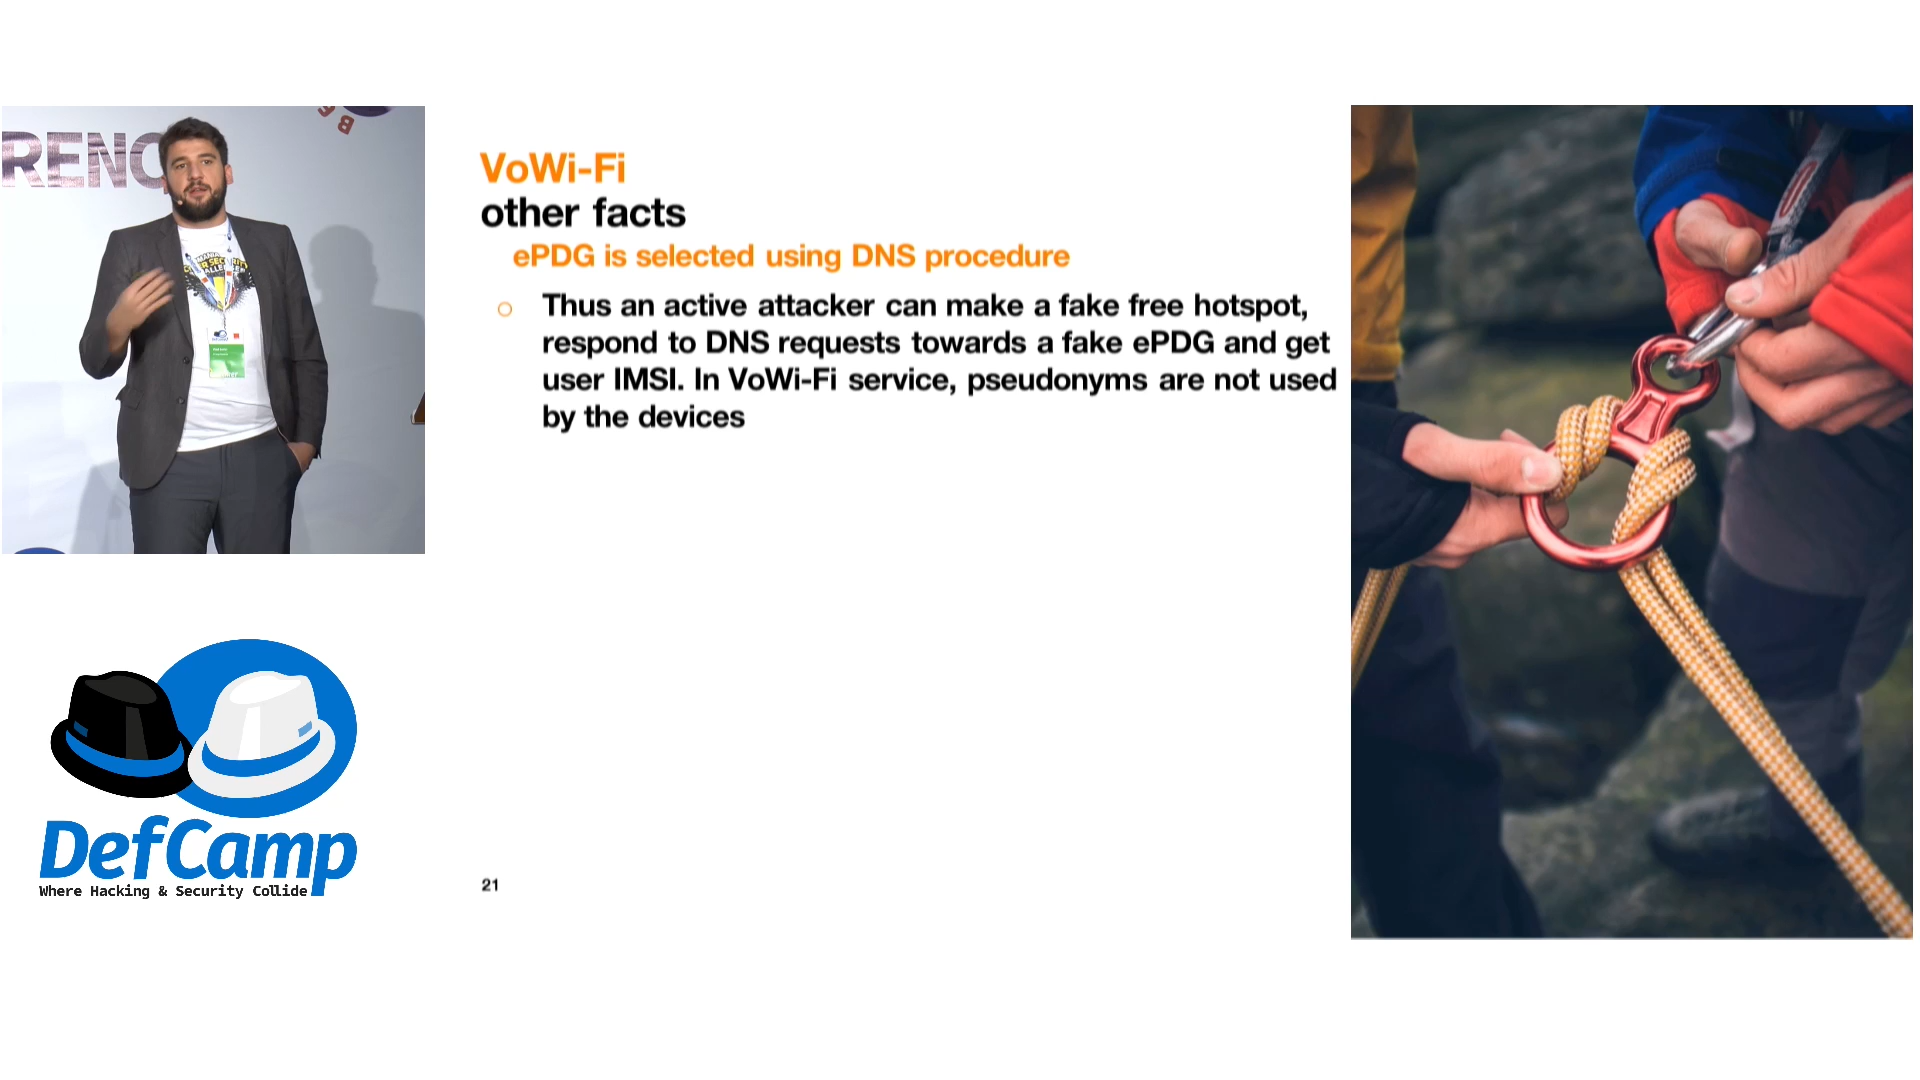 RENC
VoWi-Fi
other facts
ePDG is selected using DNS procedure
Thus an active attacker can make a fake free hotspot,
respond to DNS requests towards a fake ePDG and get
user IMSI. In VoWi-Fi service, pseudonyms are not used
by the devices
DefCamp
Where Hacking & Security Collide
21